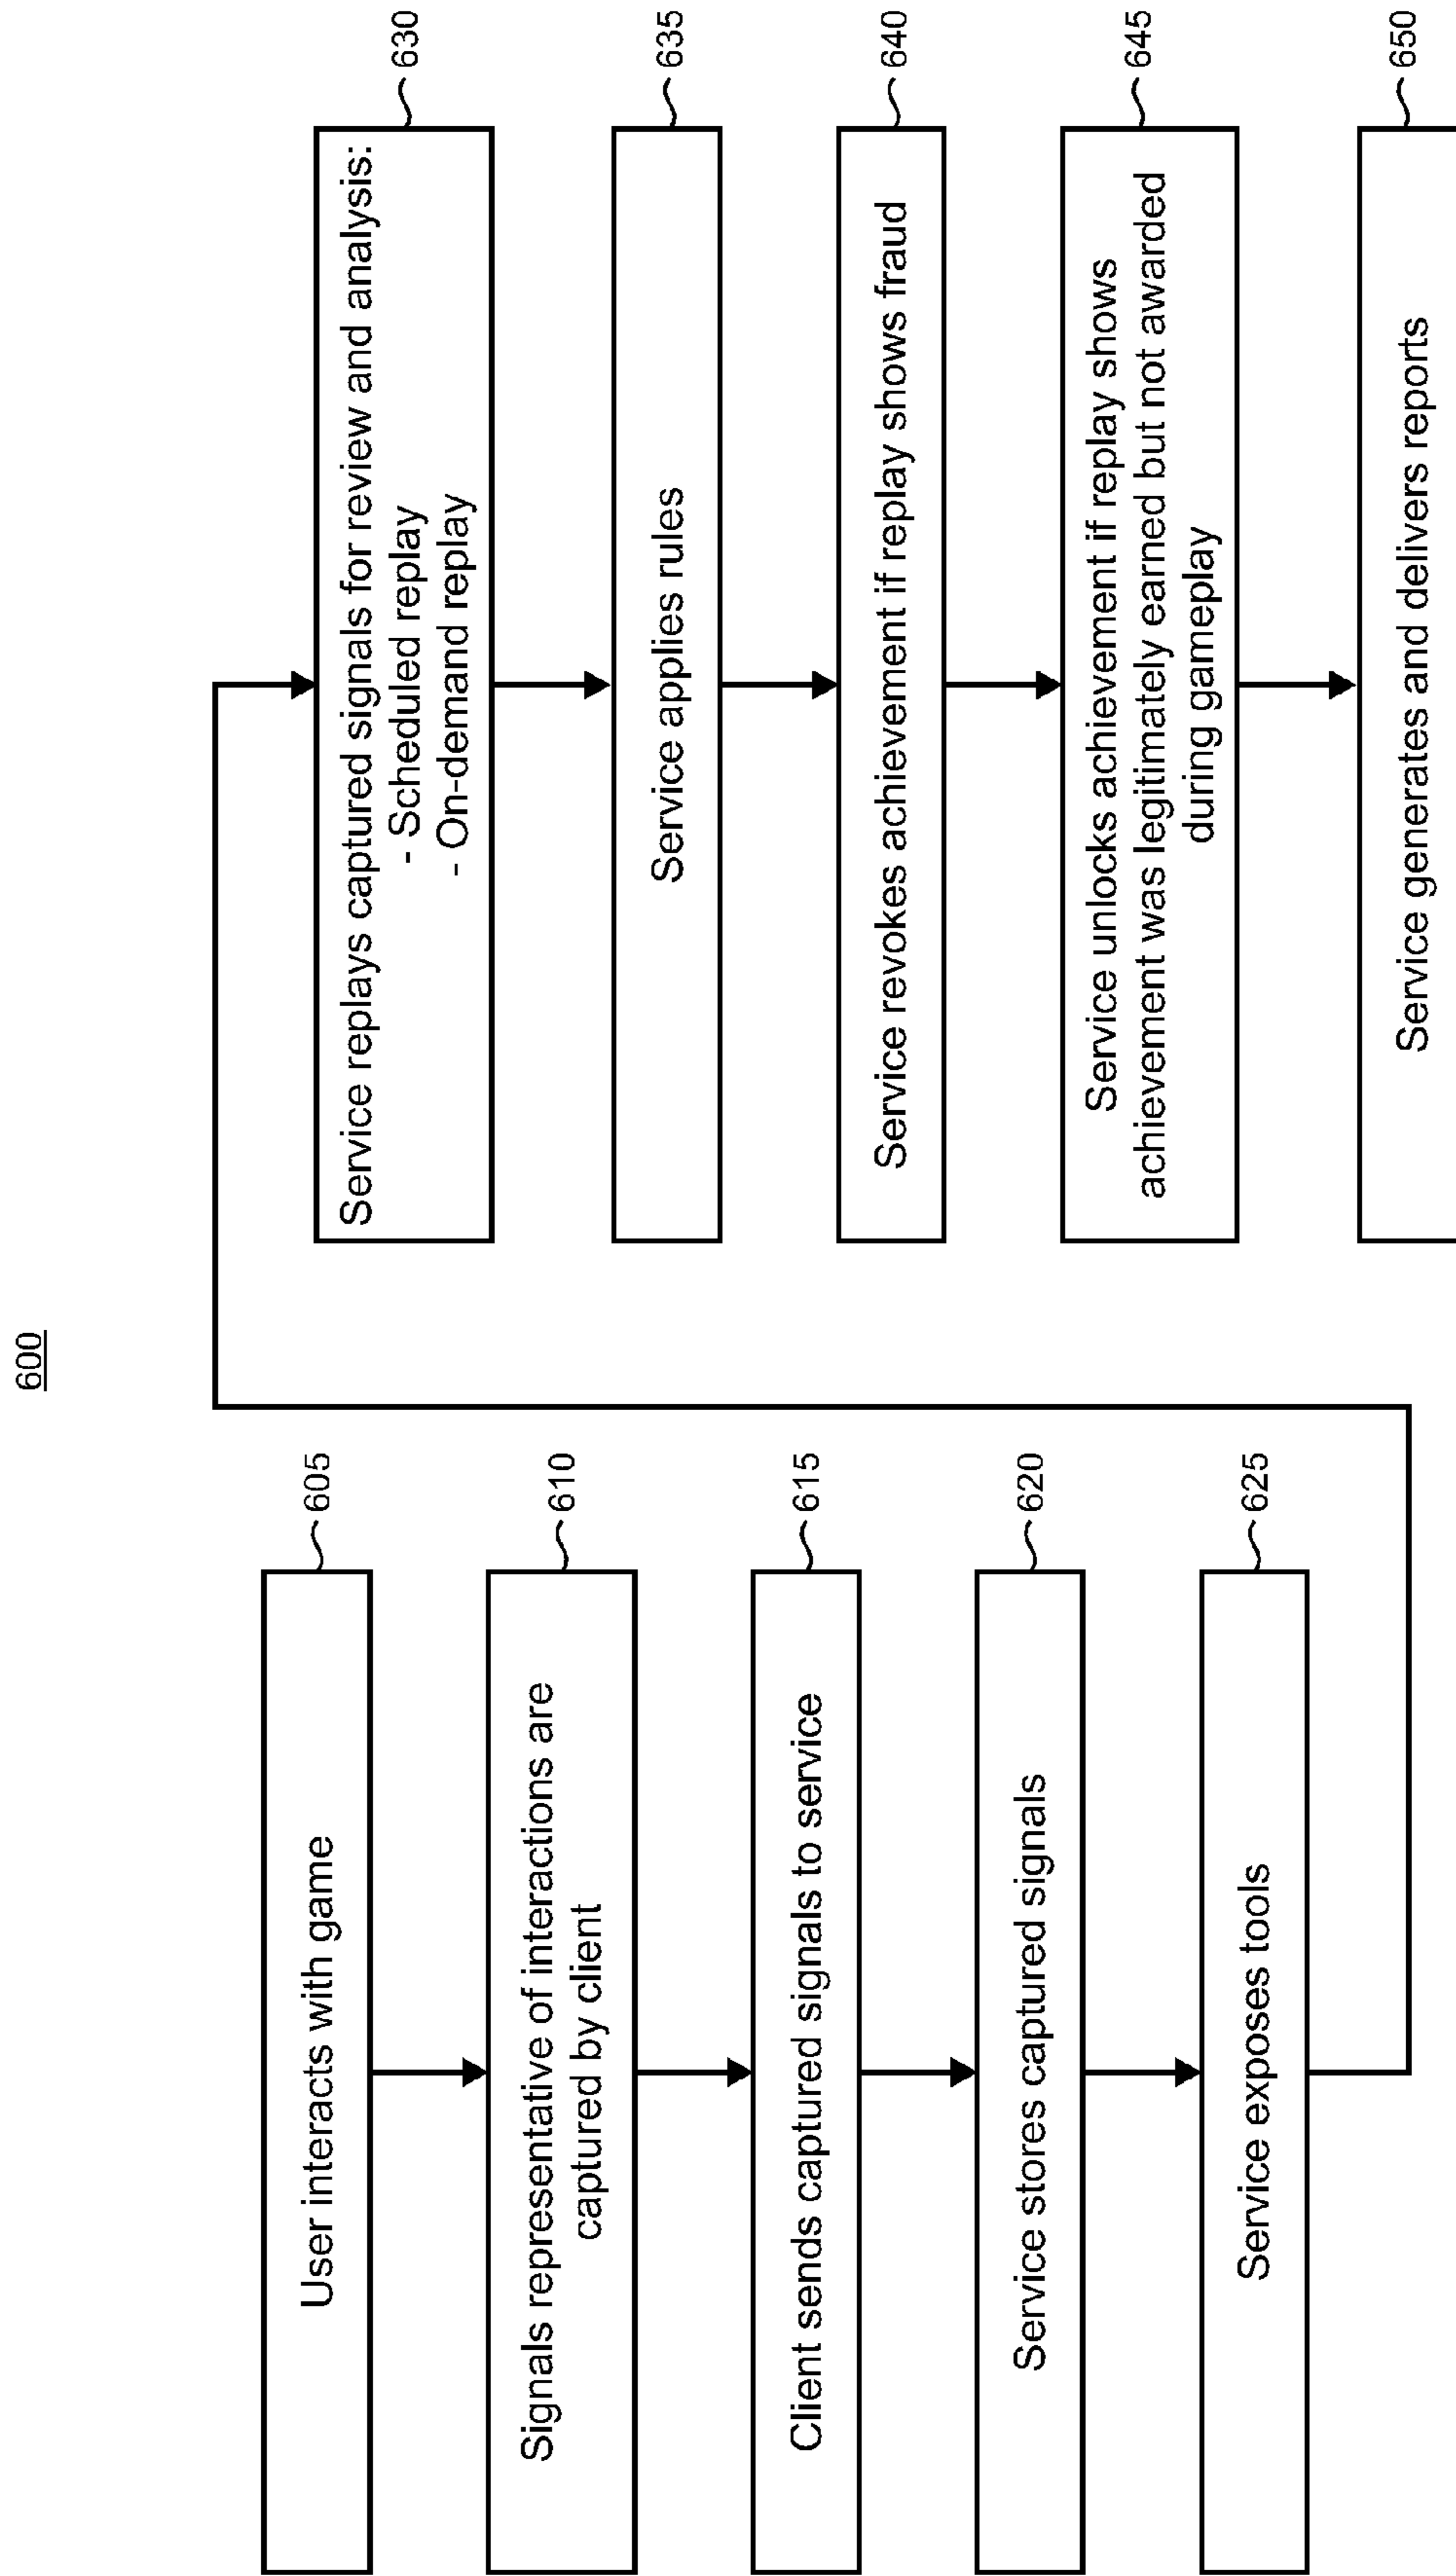 600
User interacts with game
605
Signals representative of interactions are
captured by client
610
Client sends captured signals to service
615
Service stores captured signals
620
Service exposes tools
625
Service replays captured signals for review and analysis:
- Scheduled replay
- On-demand replay
630
Service applies rules
635
Service revokes achievement if replay shows fraud
640
Service unlocks achievement if replay shows
achievement was legitimately earned but not awarded
during gameplay
645
Service generates and delivers reports
650